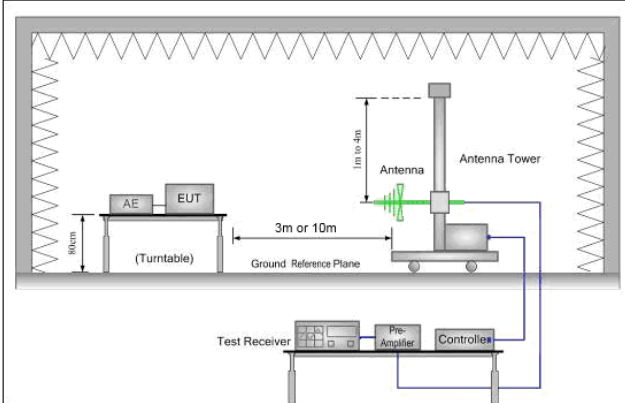 1m to 4m
Antenna
Antenna Tower
AE
EUT
80cm
(Turntable)
3m or 10m
Ground Reference Plane
Test Receiver
Pre-
Amplifier
Controller